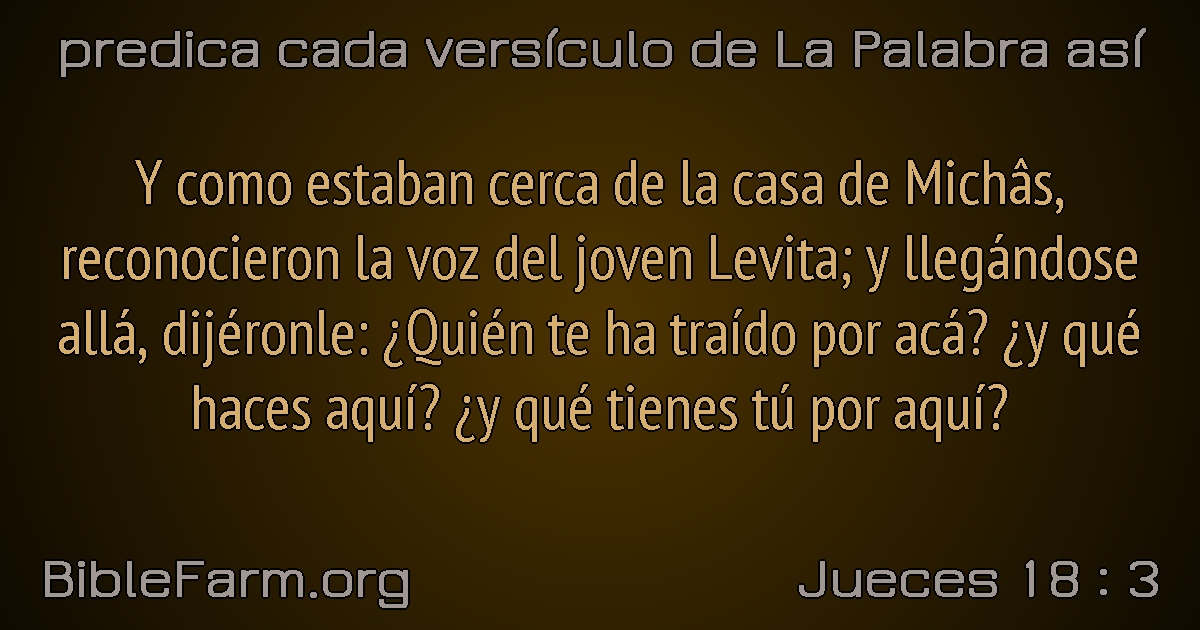 predica cada versículo de La Palabra así
Y como estaban cerca de la casa de Michâs,
reconocieron la voz del joven Levita; y llegándose
allá, dijéronle: ¿Quién te ha traído por acá? ¿y qué
haces aquí? ¿y qué tienes tú por aquí?
BibleFarm.org
Jueces 18 : 3